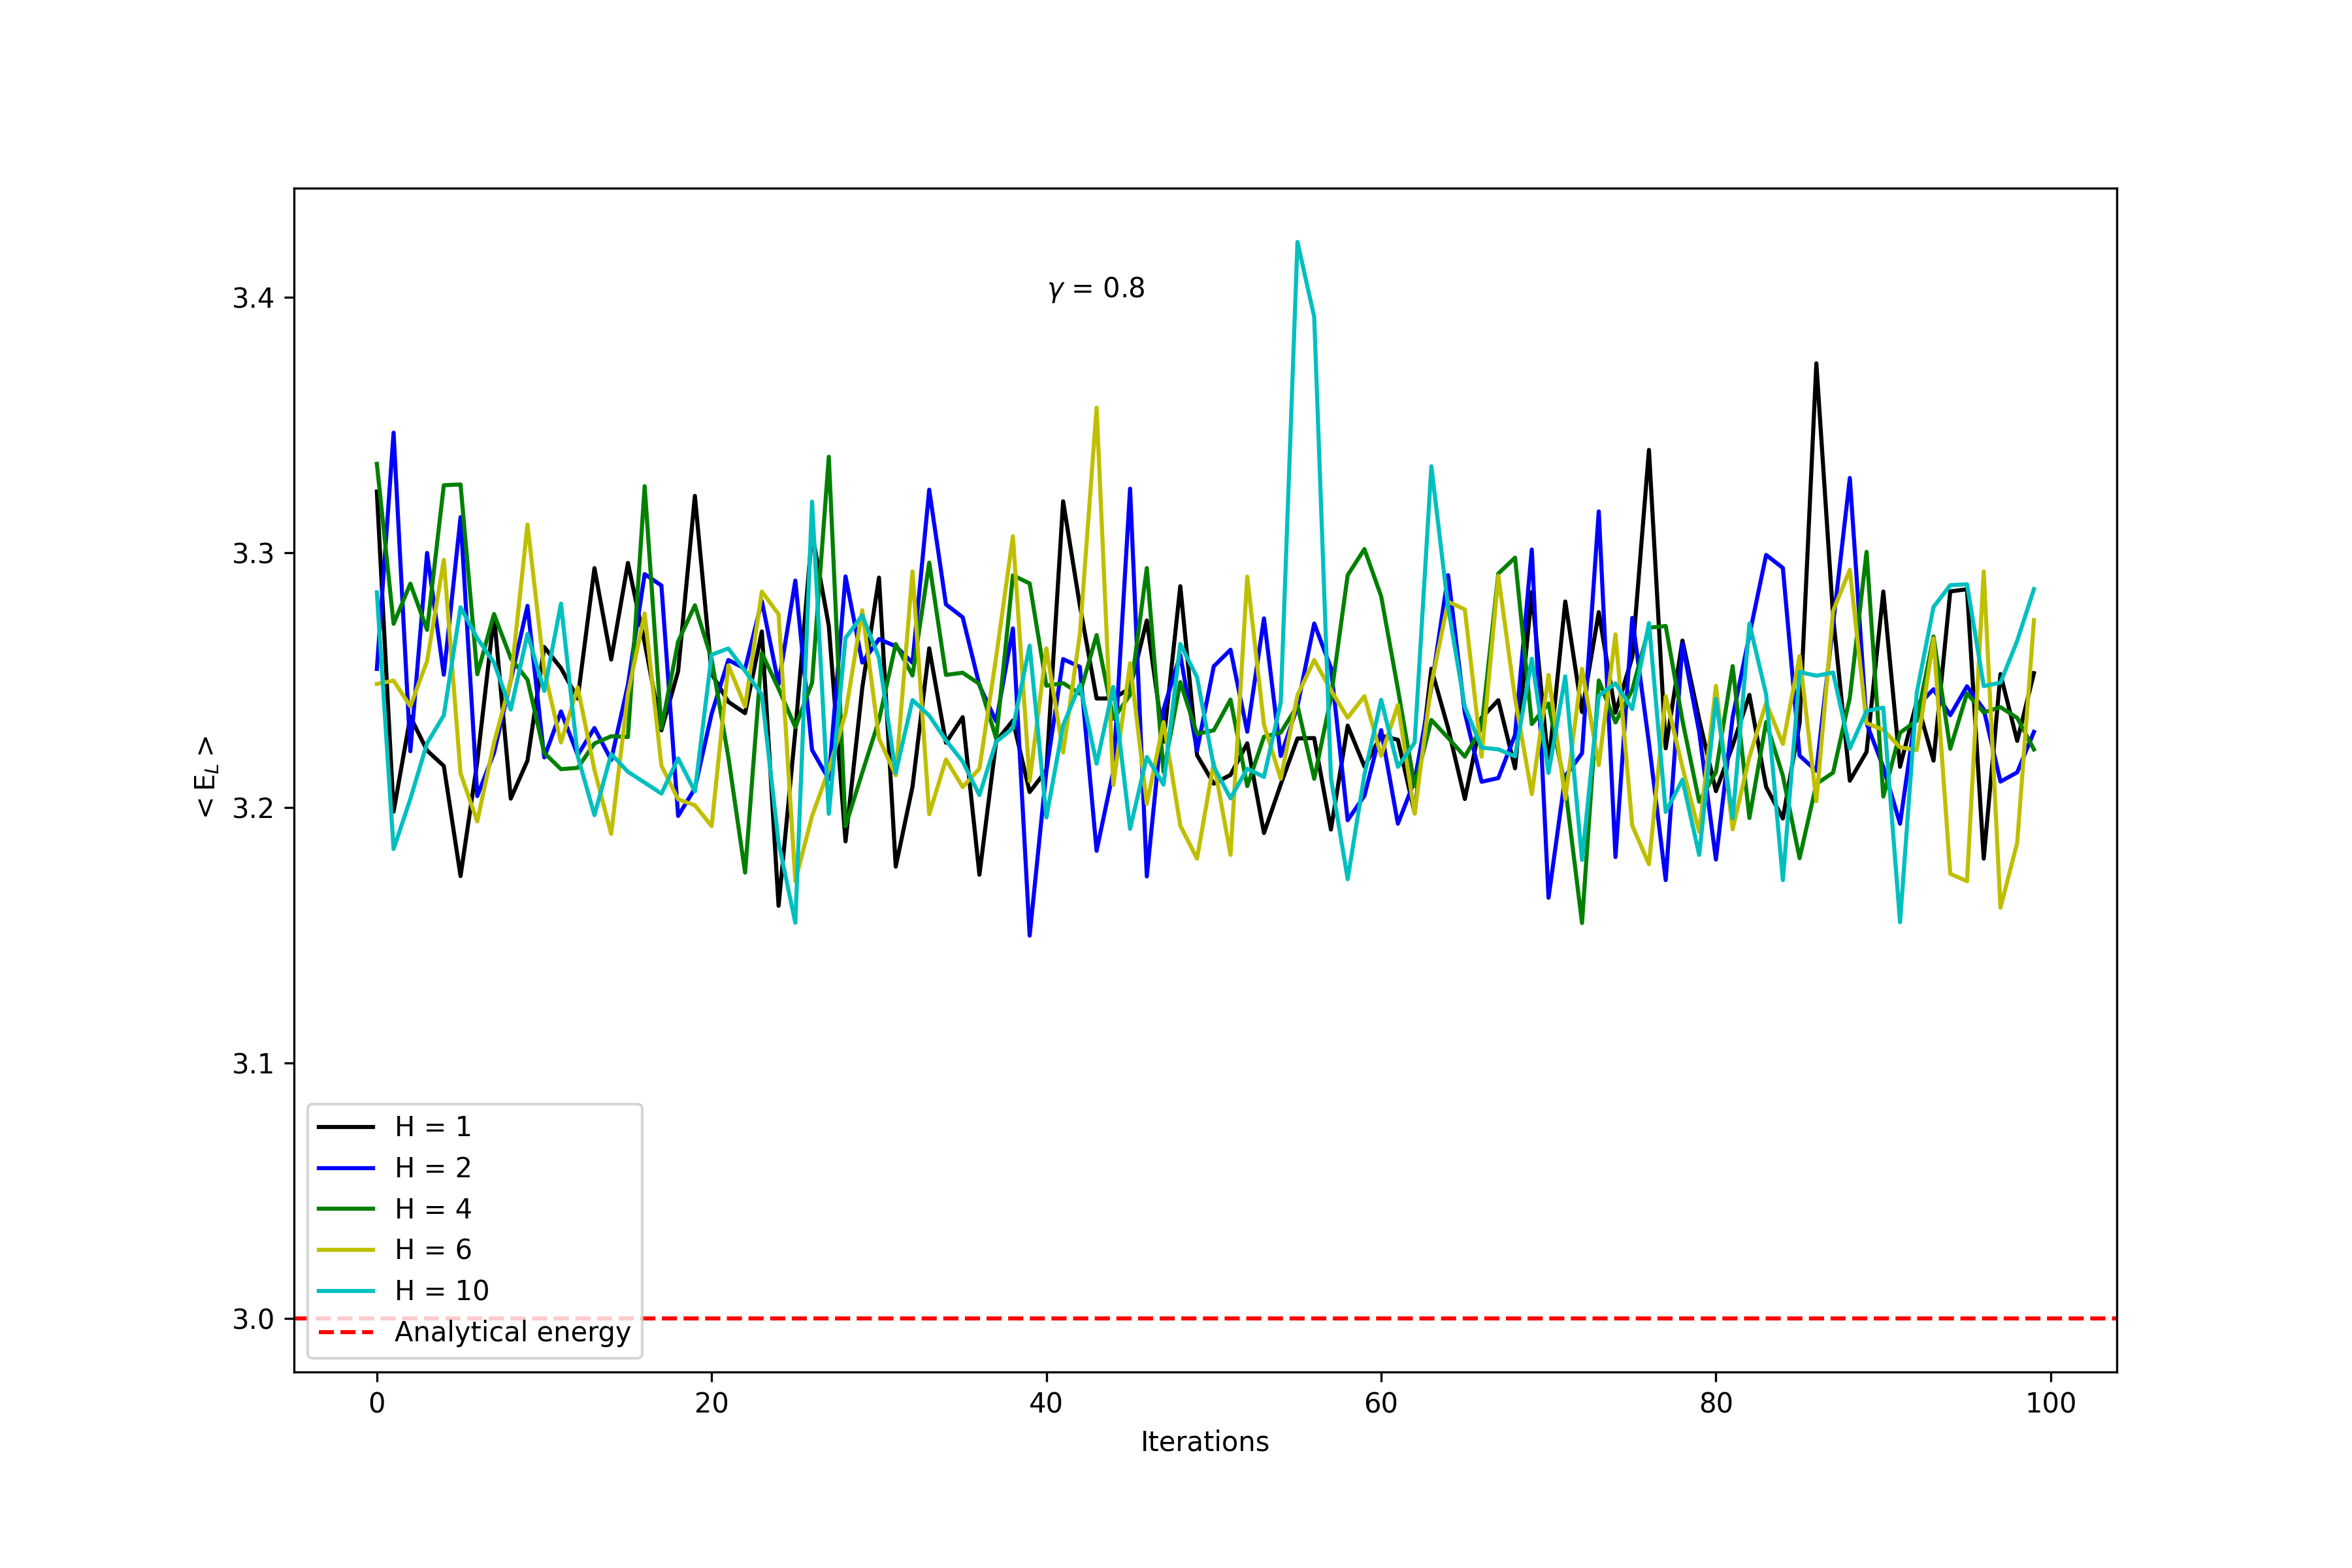 γ = 0.8
3.4
3.3
3.2
3.1
3.0
< E_L >
H = 1
H = 2
H = 4
H = 6
H = 10
Analytical energy
0 20 40 60 80 100
Iterations